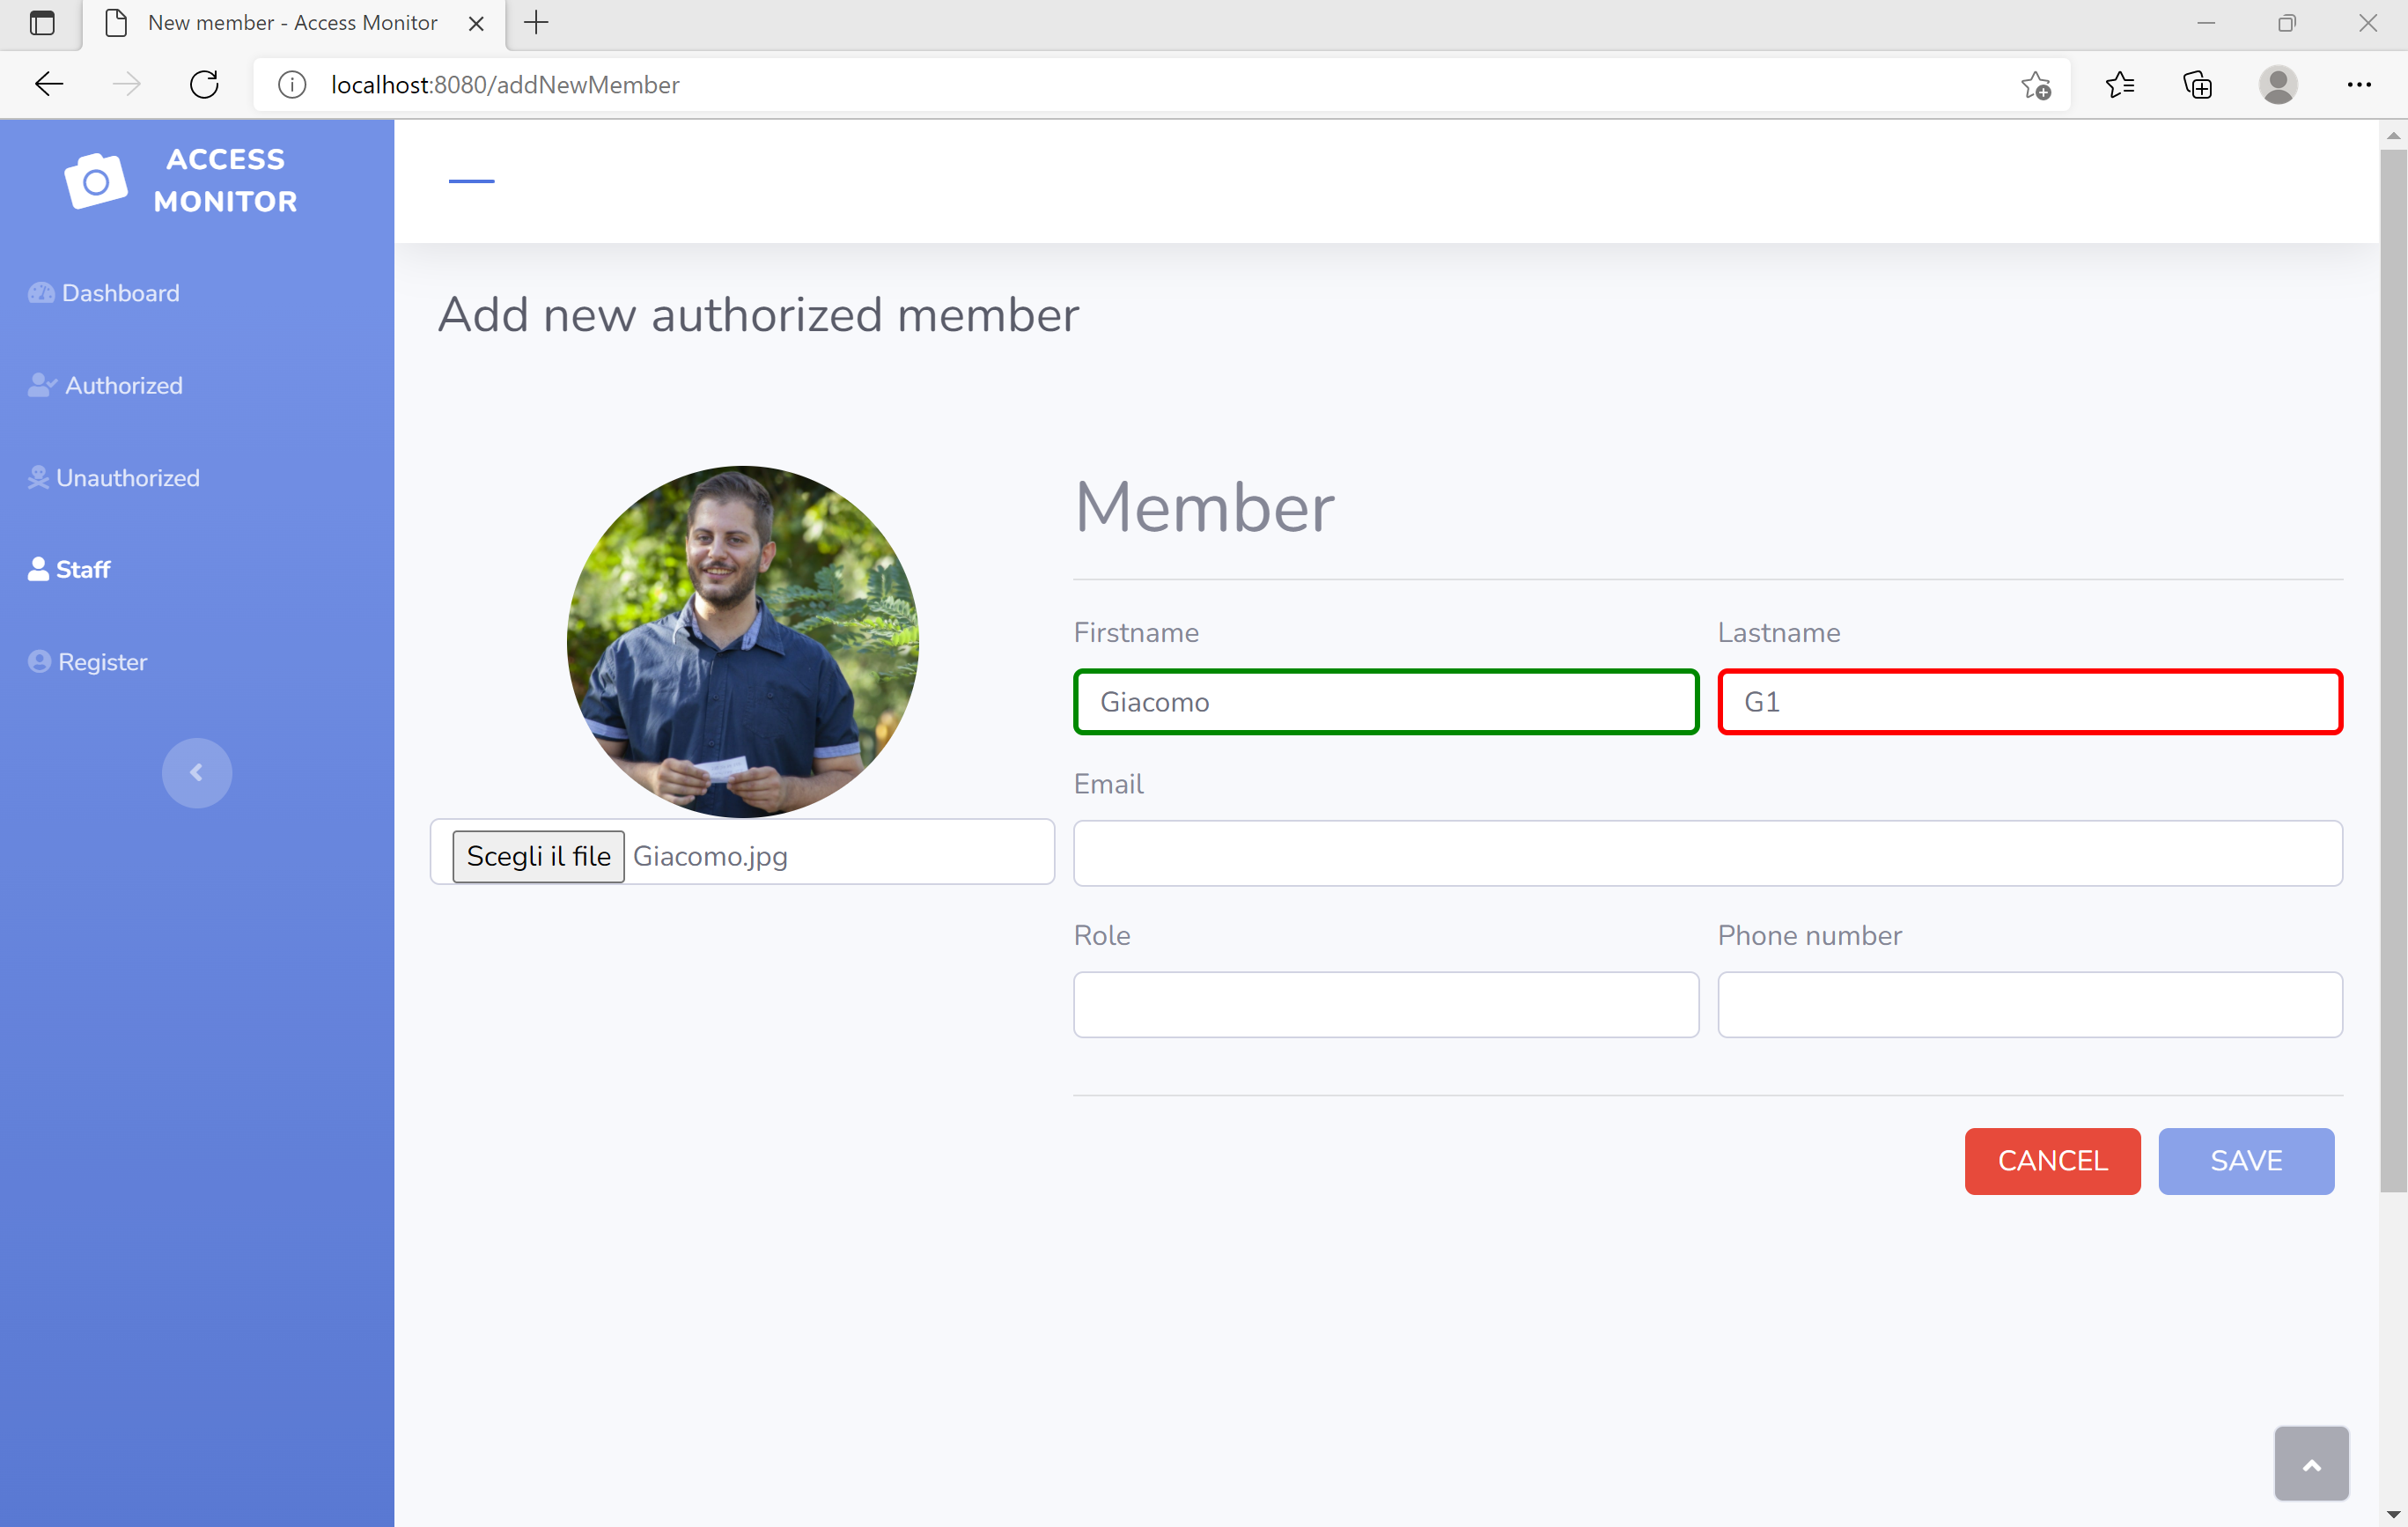 New member - Access Monitor
localhost:8080/addNewMember
ACCESS
MONITOR
Dashboard
Authorized
Unauthorized
Staff
Register
Add new authorized member
Member
Firstname
Lastname
Giacomo
G1
Email
Scegli il file Giacomo.jpg
Role
Phone number
CANCEL
SAVE